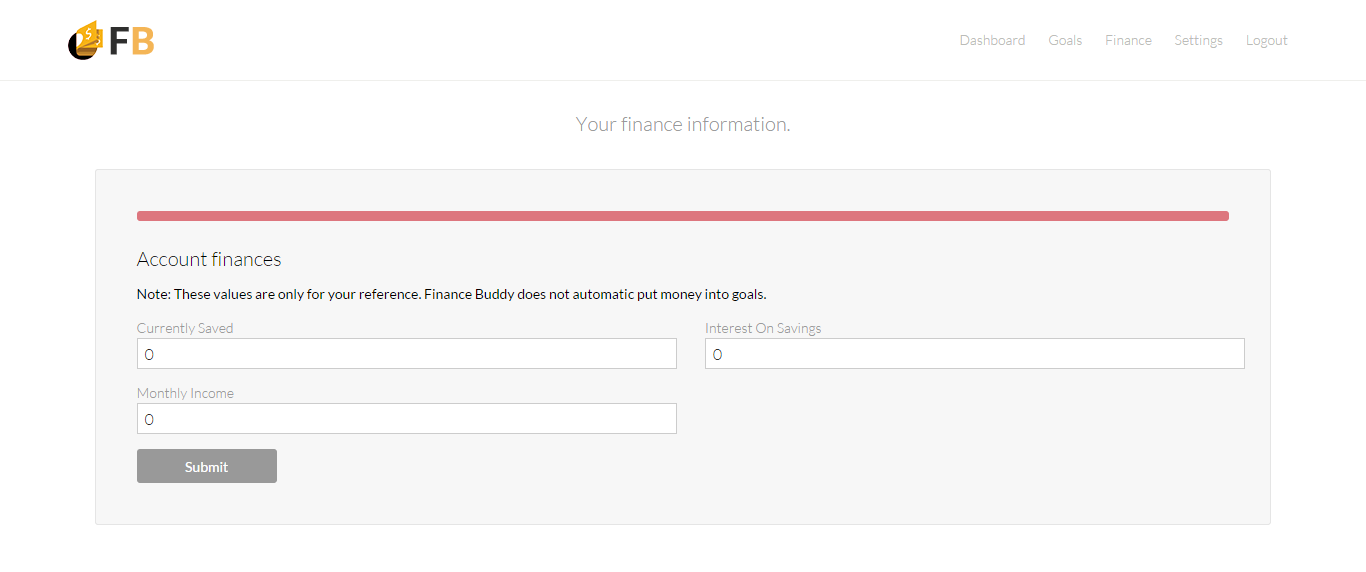 FB
Dashboard Goals Finance Settings Logout
Your finance information.
Account finances
Note: These values are only for your reference. Finance Buddy does not automatic put money into goals.
Currently Saved Interest On Savings
0 0
Monthly Income
0
Submit